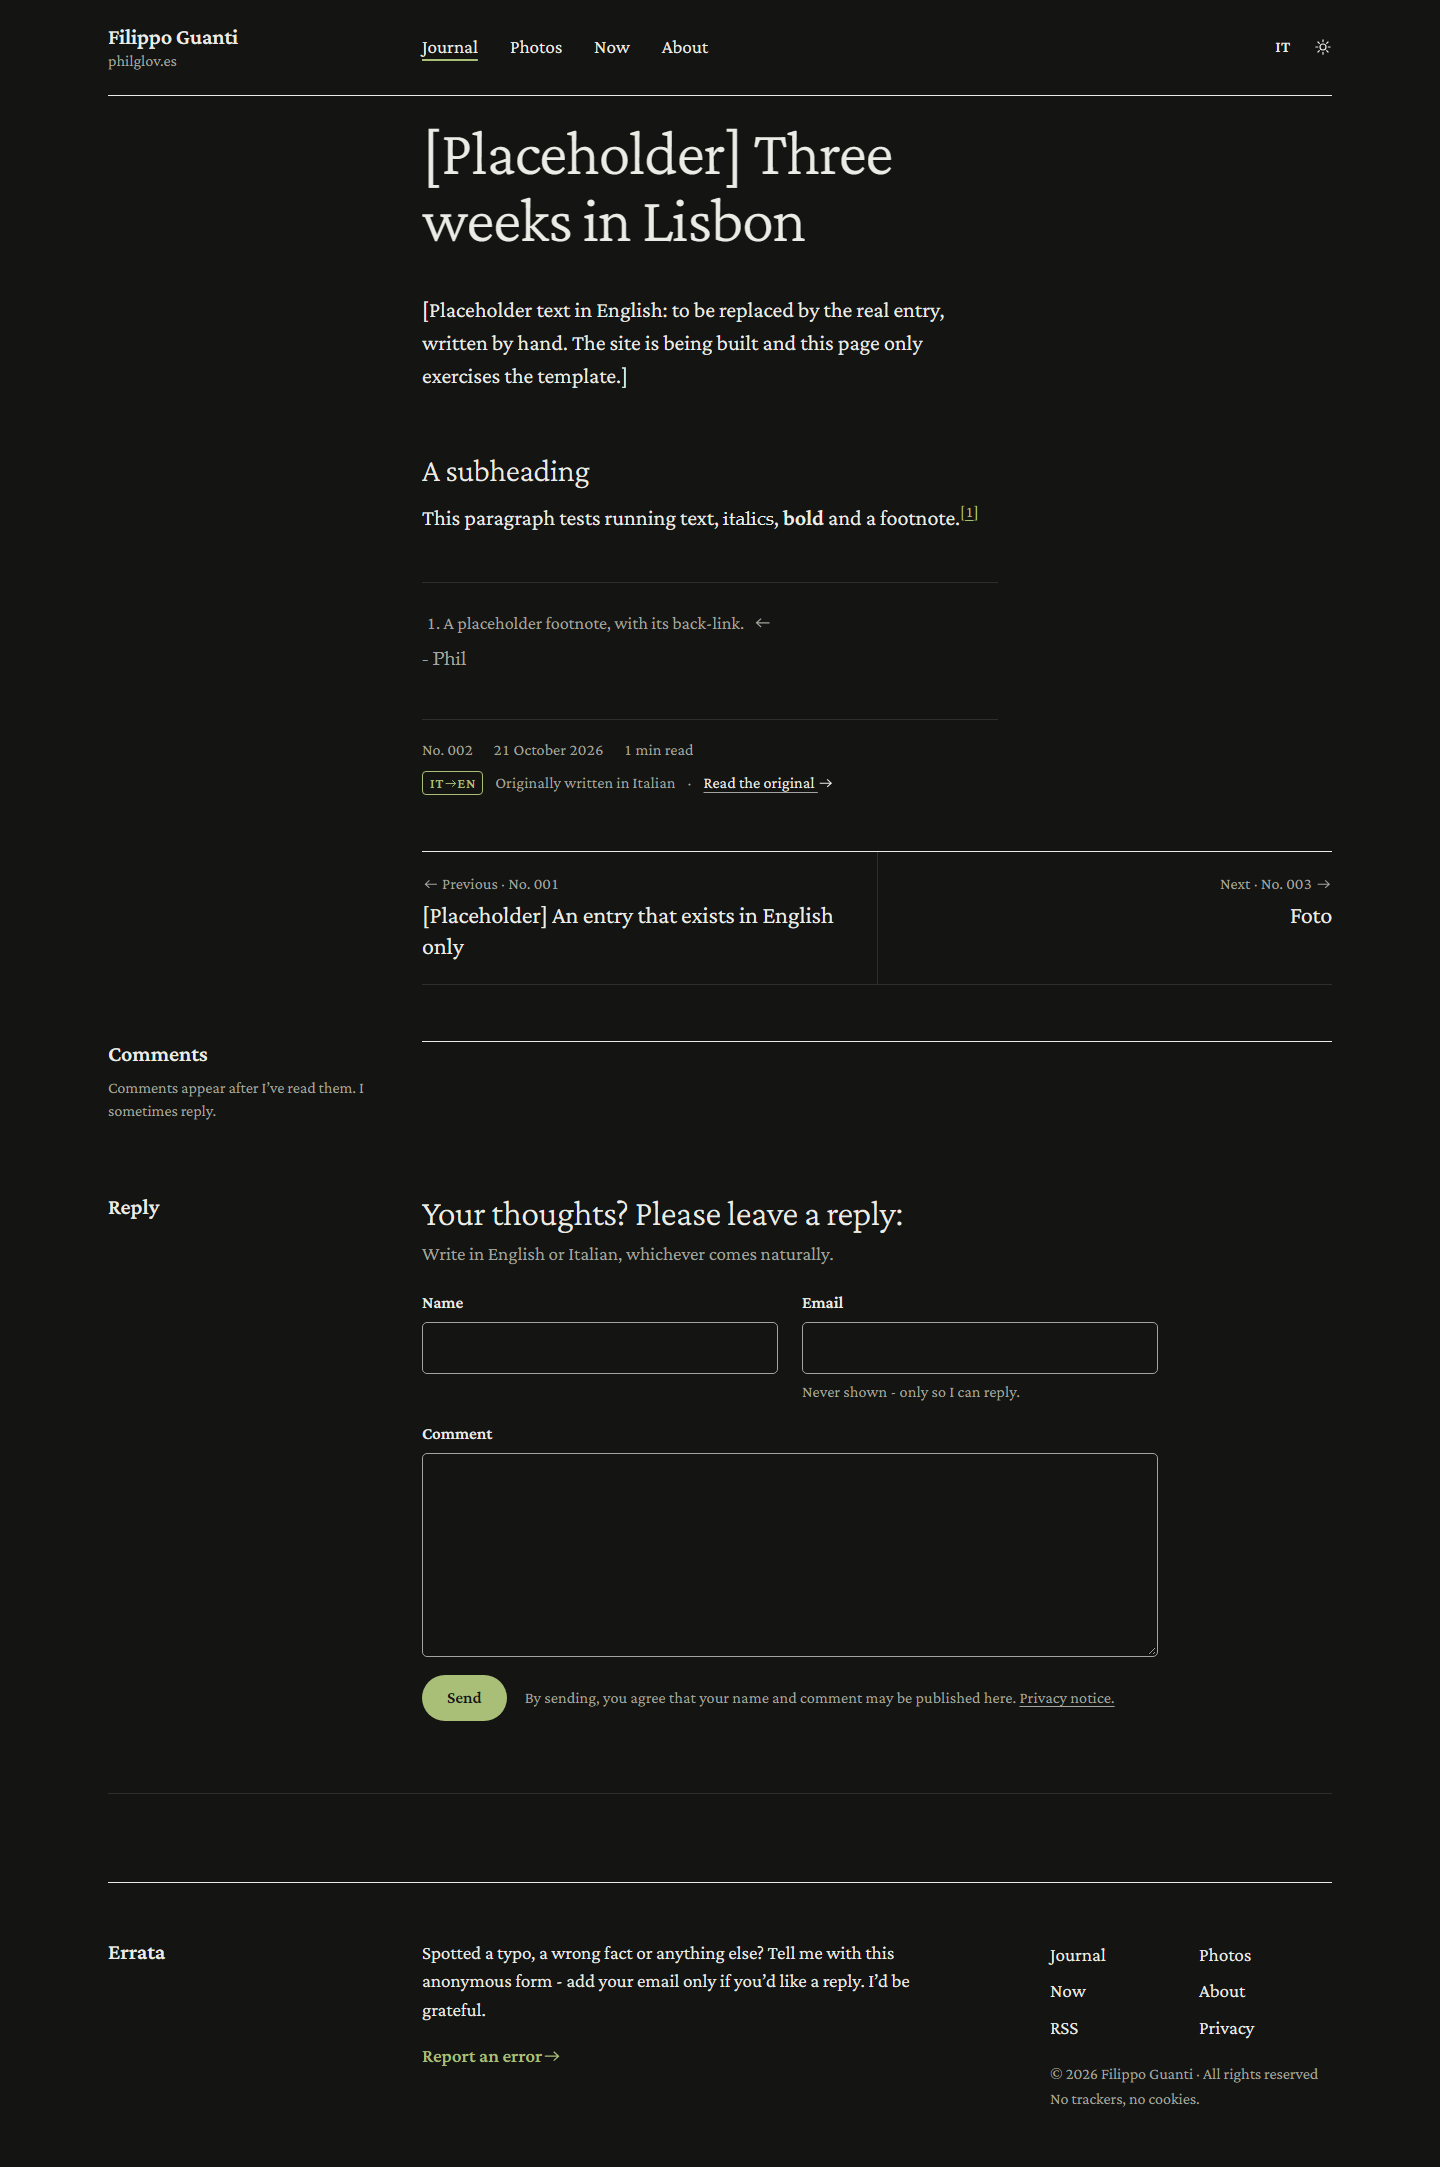 Filippo Guanti
philglov.es
Journal Photos Now About
IT
[Placeholder] Three
weeks in Lisbon
[Placeholder text in English: to be replaced by the real entry,
written by hand. The site is being built and this page only
exercises the template.]
A subheading
This paragraph tests running text, italics, bold and a footnote.[1]
1. A placeholder footnote, with its back-link. ←
- Phil
No. 002 21 October 2026 1 min read
IT→EN Originally written in Italian · Read the original →
← Previous · No. 001
[Placeholder] An entry that exists in English
only
Next · No. 003 →
Foto
Comments
Comments appear after I’ve read them. I
sometimes reply.
Reply
Your thoughts? Please leave a reply:
Write in English or Italian, whichever comes naturally.
Name
Email
Never shown - only so I can reply.
Comment
Send
By sending, you agree that your name and comment may be published here. Privacy notice.
Errata
Spotted a typo, a wrong fact or anything else? Tell me with this
anonymous form - add your email only if you’d like a reply. I’d be
grateful.
Report an error →
Journal Photos
Now About
RSS Privacy
© 2026 Filippo Guanti · All rights reserved
No trackers, no cookies.